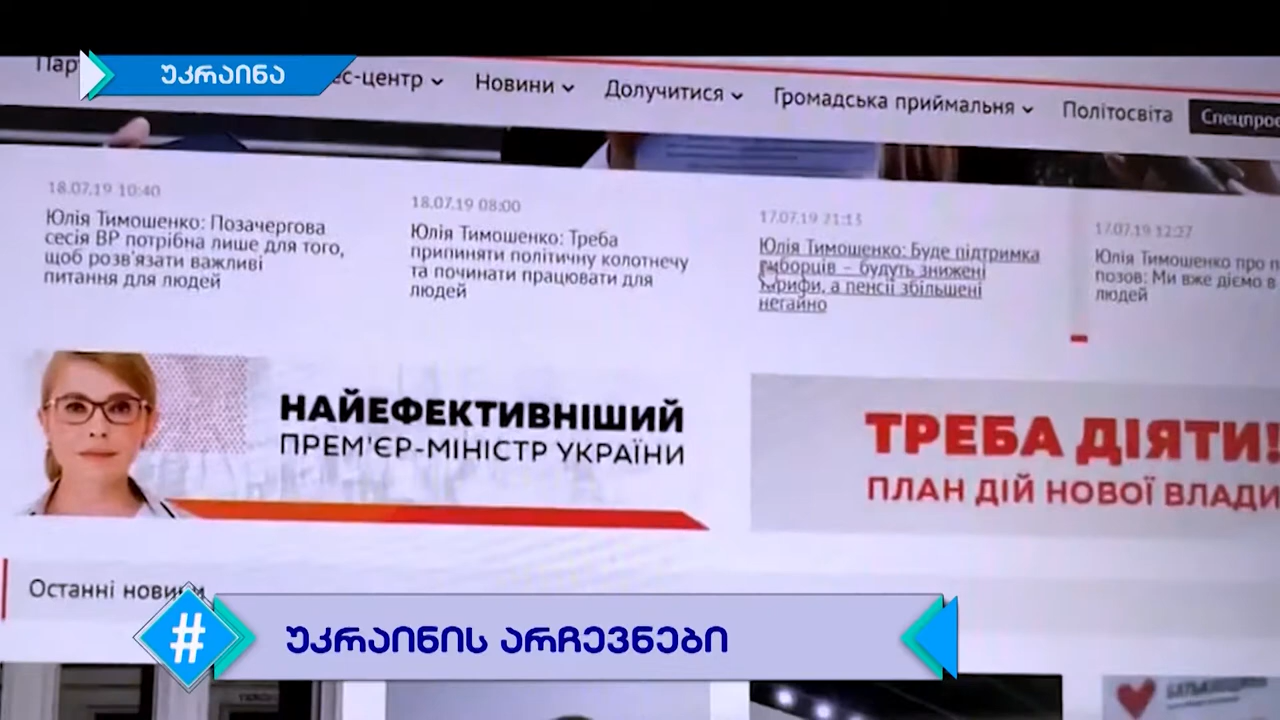 უკრაინა
ес-центр
Новини
Долучитися
Громадська приймальня
Політосвіта
18.07.19 10:40
Юлія Тимошенко: Позачергова
сесія ВР потрібна лише для того,
щоб розв'язати важливі
питання для людей
18.07.19 08:00
Юлія Тимошенко: Треба
припиняти політичну колотнечу
та починати працювати для
людей
17.07.19 21:13
Юлія Тимошенко: Буде підтримка
виборців – будуть знижені
тарифи, а пенсії збільшені
негайно
17.07.19 12:27
Юлія Тимошенко про п
позов: Ми вже діємо в
людей
НАЙЕФЕКТИВНІШИЙ
ПРЕМ'ЄР-МІНІСТР УКРАЇНИ
ТРЕБА ДІЯТИ!
ПЛАН ДІЙ НОВОЇ ВЛАДИ
Останні новини
# უკრაინის არჩევნები